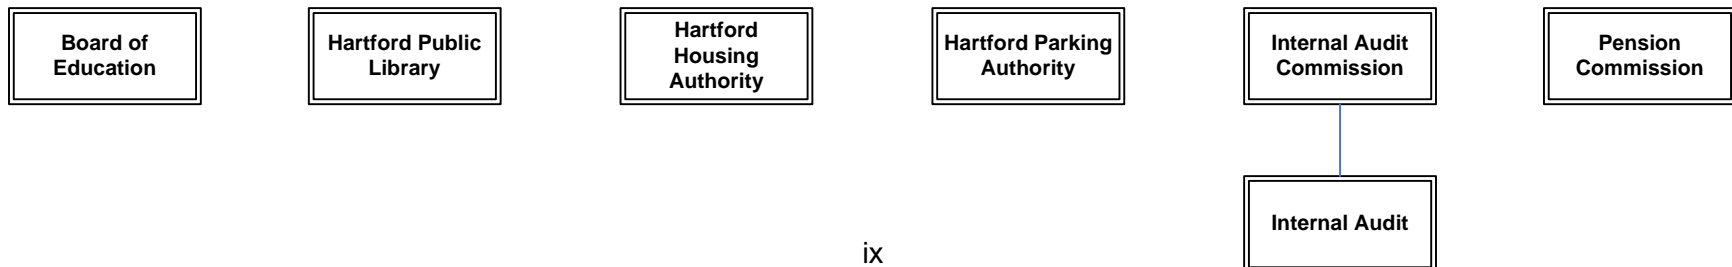 Board of
Education
Hartford Public
Library
Hartford
Housing
Authority
Hartford Parking
Authority
Internal Audit
Commission
Pension
Commission
Internal Audit
ix